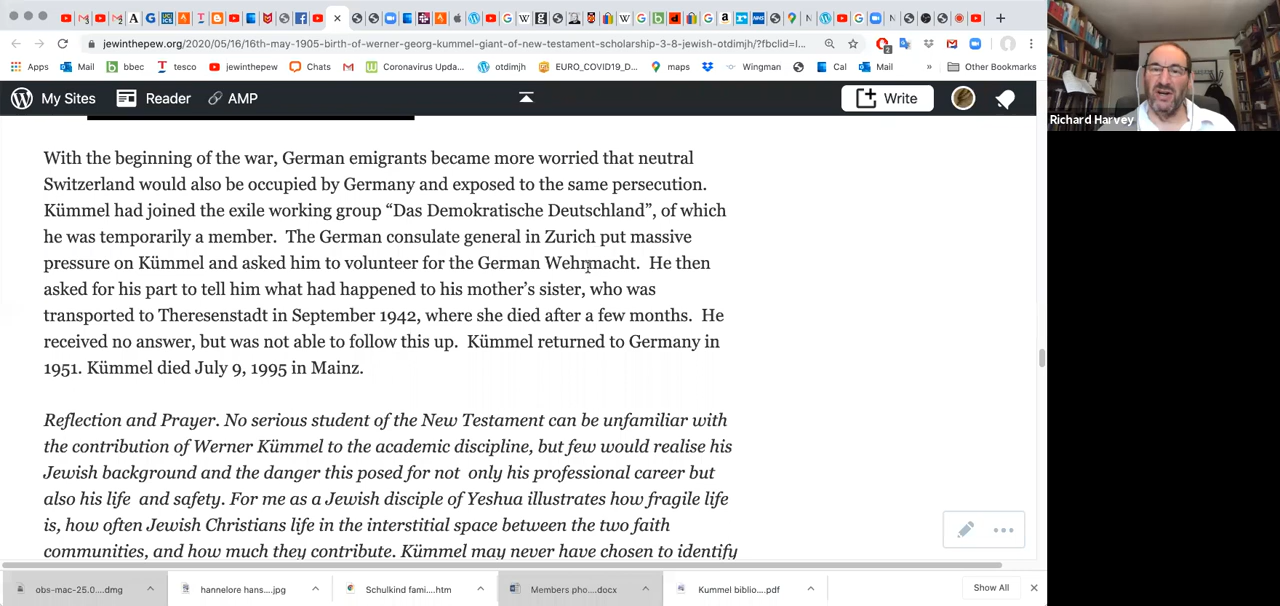 jewinthepew.org/2020/05/16/16th-may-1905-birth-of-werner-georg-kummel-giant-of-new-testament-scholarship-3-8-jewish-otdimjh/?fbclid=I...
Apps Mail bbec tesco jewinthepew Chats Coronavirus Upda... otdimjh EURO_COVID19_D... maps Wingman Cal Mail » Other Bookmarks
My Sites Reader AMP Write
Richard Harvey
With the beginning of the war, German emigrants became more worried that neutral
Switzerland would also be occupied by Germany and exposed to the same persecution.
Kümmel had joined the exile working group “Das Demokratische Deutschland”, of which
he was temporarily a member. The German consulate general in Zurich put massive
pressure on Kümmel and asked him to volunteer for the German Wehrmacht. He then
asked for his part to tell him what had happened to his mother’s sister, who was
transported to Theresenstadt in September 1942, where she died after a few months. He
received no answer, but was not able to follow this up. Kümmel returned to Germany in
1951. Kümmel died July 9, 1995 in Mainz.
Reflection and Prayer. No serious student of the New Testament can be unfamiliar with
the contribution of Werner Kümmel to the academic discipline, but few would realise his
Jewish background and the danger this posed for not only his professional career but
also his life and safety. For me as a Jewish disciple of Yeshua illustrates how fragile life
is, how often Jewish Christians life in the interstitial space between the two faith
communities, and how much they contribute. Kümmel may never have chosen to identify
obs-mac-25.0....dmg hannelore hans....jpg Schulkind fami....htm Members pho....docx Kummel biblio....pdf Show All